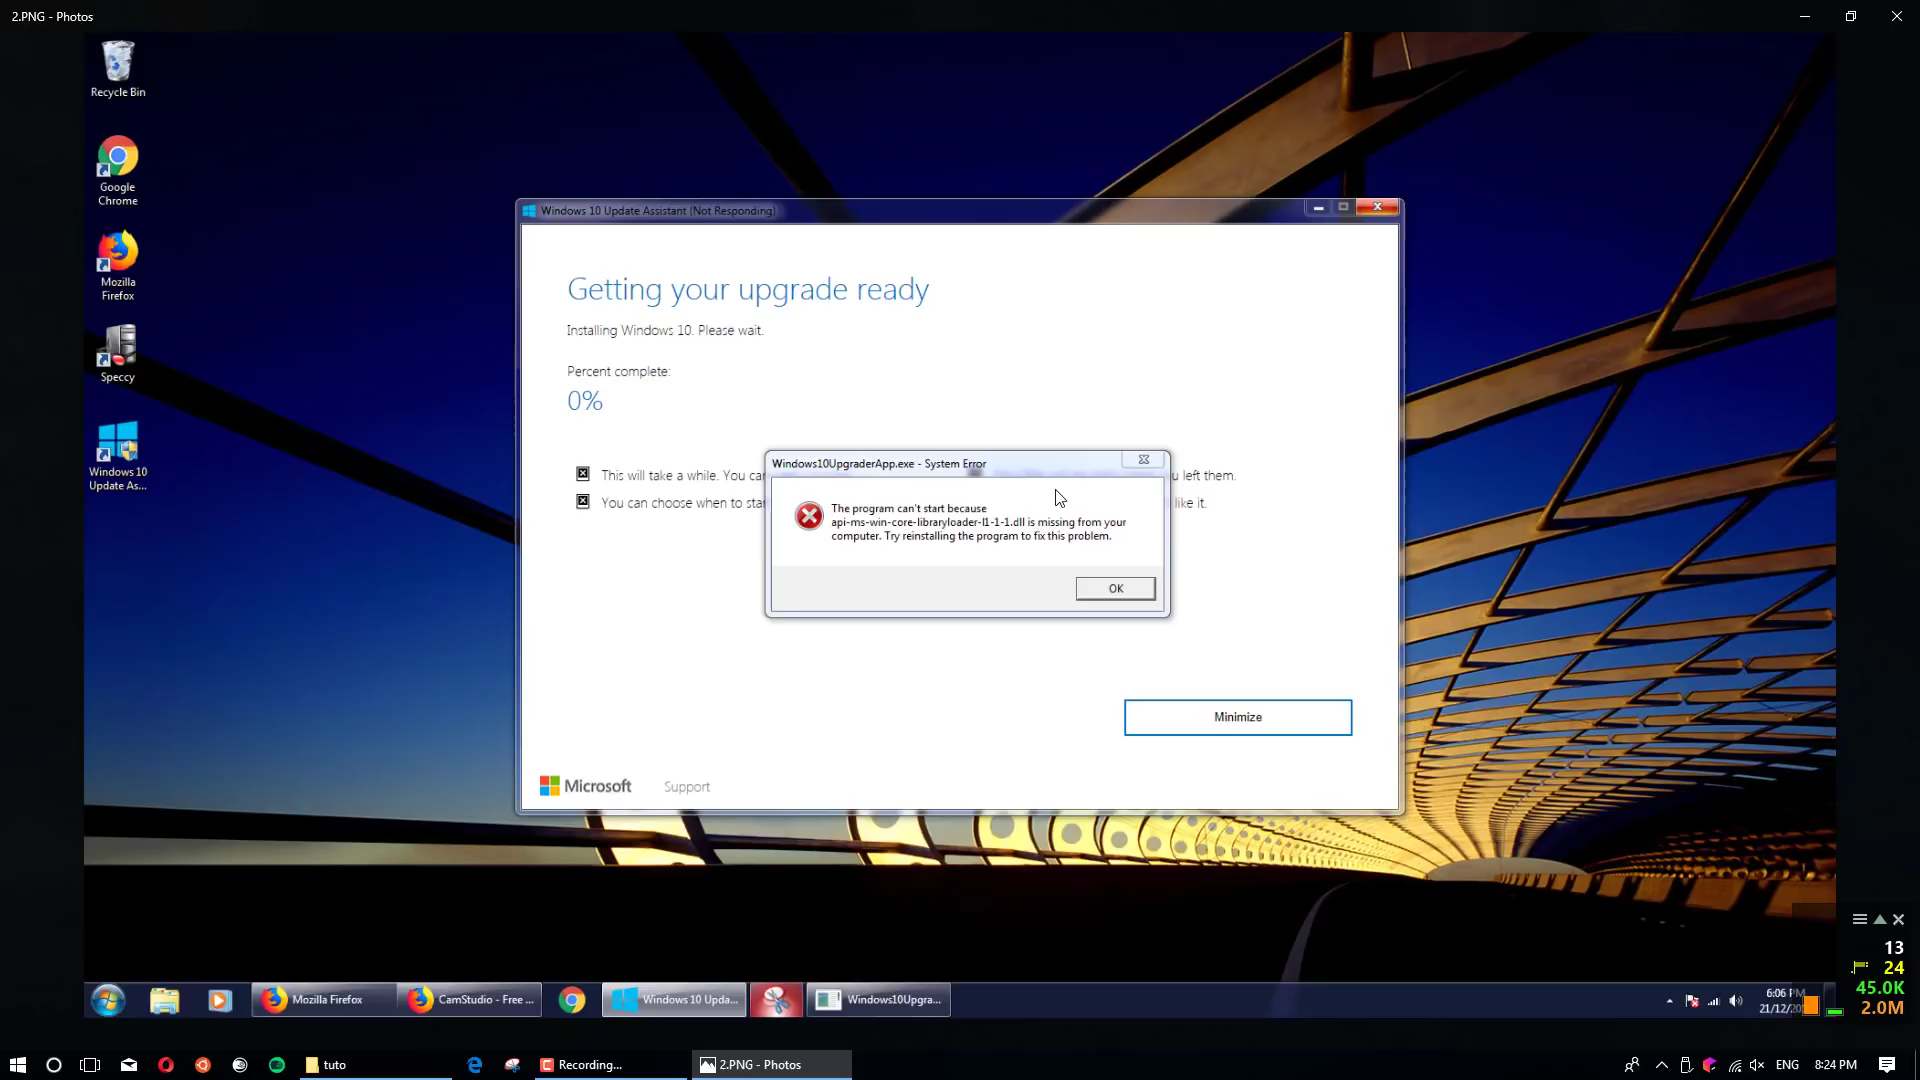 2.PNG - Photos
Recycle Bin
Google
Chrome
Mozilla
Firefox
Speccy
Windows 10
Update As...
Windows 10 Update Assistant (Not Responding)
Getting your upgrade ready
Installing Windows 10. Please wait.
Percent complete:
0%
This will take a while. You ca
u left them.
You can choose when to star
like it.
Windows10UpgraderApp.exe - System Error
The program can't start because
api-ms-win-core-libraryloader-l1-1-1.dll is missing from your
computer. Try reinstalling the program to fix this problem.
OK
Minimize
Microsoft
Support
13
24
45.0K
2.0M
Mozilla Firefox
CamStudio - Free ...
Windows 10 Upda...
Windows10Upgra...
6:06 PM
21/12/20
tuto
Recording...
2.PNG - Photos
ENG
8:24 PM